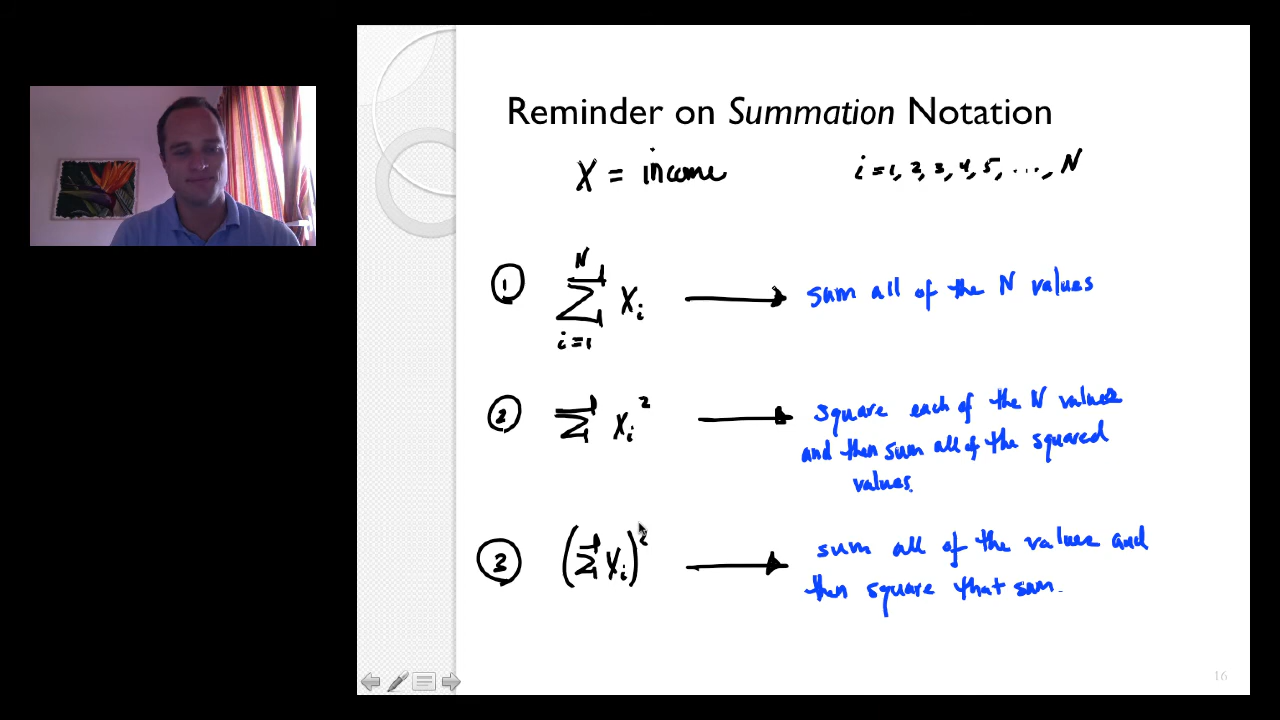 Reminder on Summation Notation
X = income
i = 1, 2, 3, 4, 5, ..., N
① N
∑ Xi → sum all of the N values
i = 1
② ∑ Xi² → square each of the N values
and then sum all of the squared
values.
③ (∑ Xi)² → sum all of the values and
then square that sum.
16